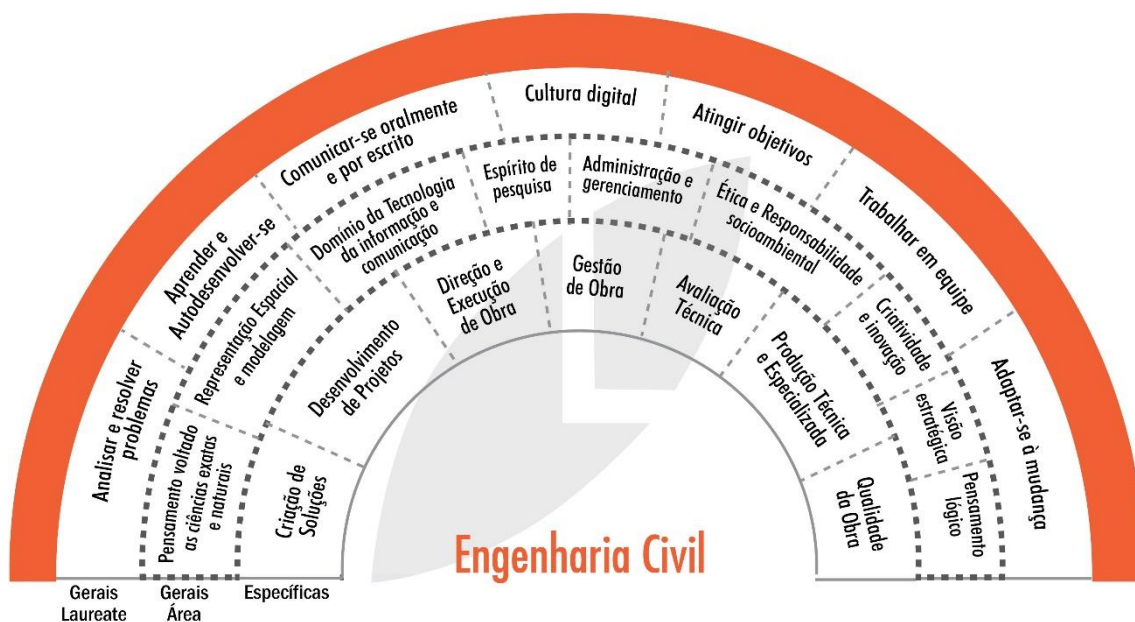 Analisar e resolver
problemas
Aprender e
Autodesenvolver-se
Comunicar-se oralmente
e por escrito
Cultura digital
Atingir objetivos
Trabalhar em equipe
Adaptar-se à mudança
Pensamento voltado
as ciências exatas
e naturais
Representação Espacial
e modelagem
Domínio da Tecnologia
da informação e
comunicação
Espírito de
pesquisa
Administração e
gerenciamento
Ética e Responsabilidade
socioambiental
Criatividade
e inovação
Visão
estratégica
Pensamento
lógico
Criação de
Soluções
Desenvolvimento
de Projetos
Direção e
Execução
de Obra
Gestão
de Obra
Avaliação
Técnica
Produção Técnica
e Especializada
Qualidade
da Obra
Engenharia Civil
Gerais
Laureate
Gerais
Área
Específicas